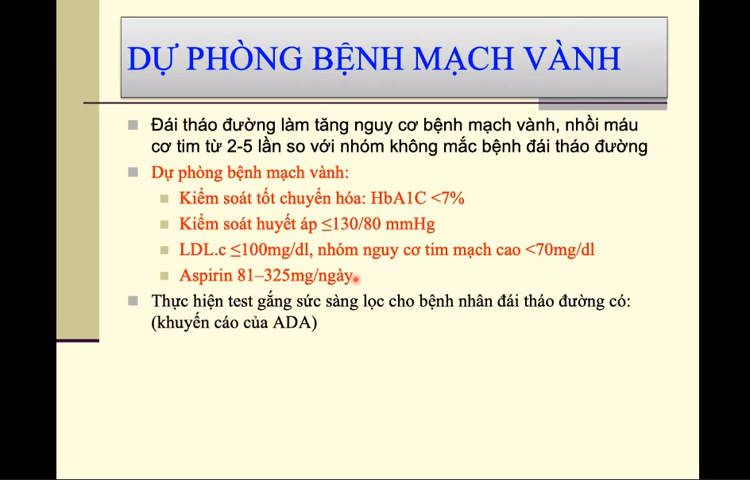 DỰ PHÒNG BỆNH MẠCH VÀNH
Đái tháo đường làm tăng nguy cơ bệnh mạch vành, nhồi máu
cơ tim từ 2-5 lần so với nhóm không mắc bệnh đái tháo đường
Dự phòng bệnh mạch vành:
Kiểm soát tốt chuyển hóa: HbA1C <7%
Kiểm soát huyết áp ≤130/80 mmHg
LDL.c ≤100mg/dl, nhóm nguy cơ tim mạch cao <70mg/dl
Aspirin 81–325mg/ngày.
Thực hiện test gắng sức sàng lọc cho bệnh nhân đái tháo đường có:
(khuyến cáo của ADA)